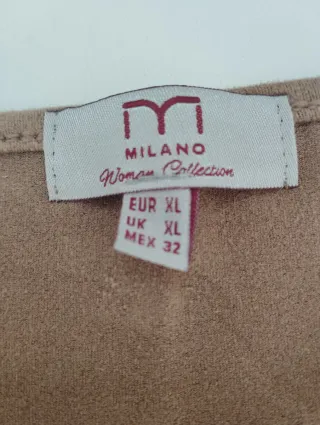 m
MILANO
Woman Collection
EUR XL
UK XL
MEX 32